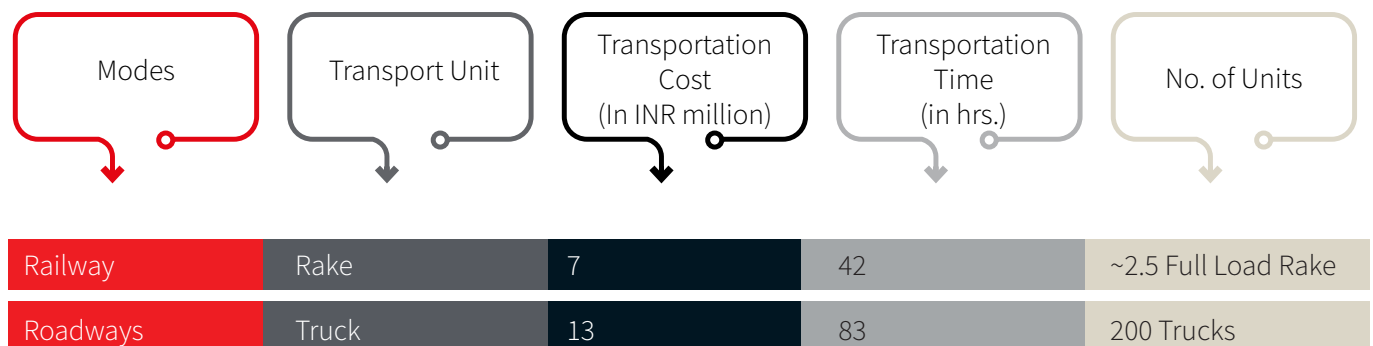 Modes
Transport Unit
Transportation
Cost
(In INR million)
Transportation
Time
(in hrs.)
No. of Units
Railway Rake 7 42 ~2.5 Full Load Rake
Roadways Truck 13 83 200 Trucks